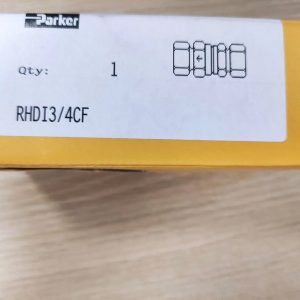 Parker
Qty: 1
RHDI3/4CF